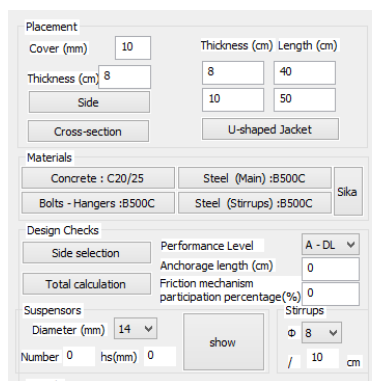 Placement
Cover (mm) 10 Thickness (cm) Length (cm)
Thickness (cm) 8 8 40
Side 10 50
Cross-section U-shaped Jacket
Materials
Concrete : C20/25 Steel (Main) :B500C
Sika
Bolts - Hangers :B500C Steel (Stirrups) :B500C
Design Checks
Side selection Performance Level A - DL
Anchorage length (cm) 0
Total calculation Friction mechanism
participation percentage(%) 0
Suspensors Stirrups
Diameter (mm) 14 show Φ 8
Number 0 hs(mm) 0 / 10 cm